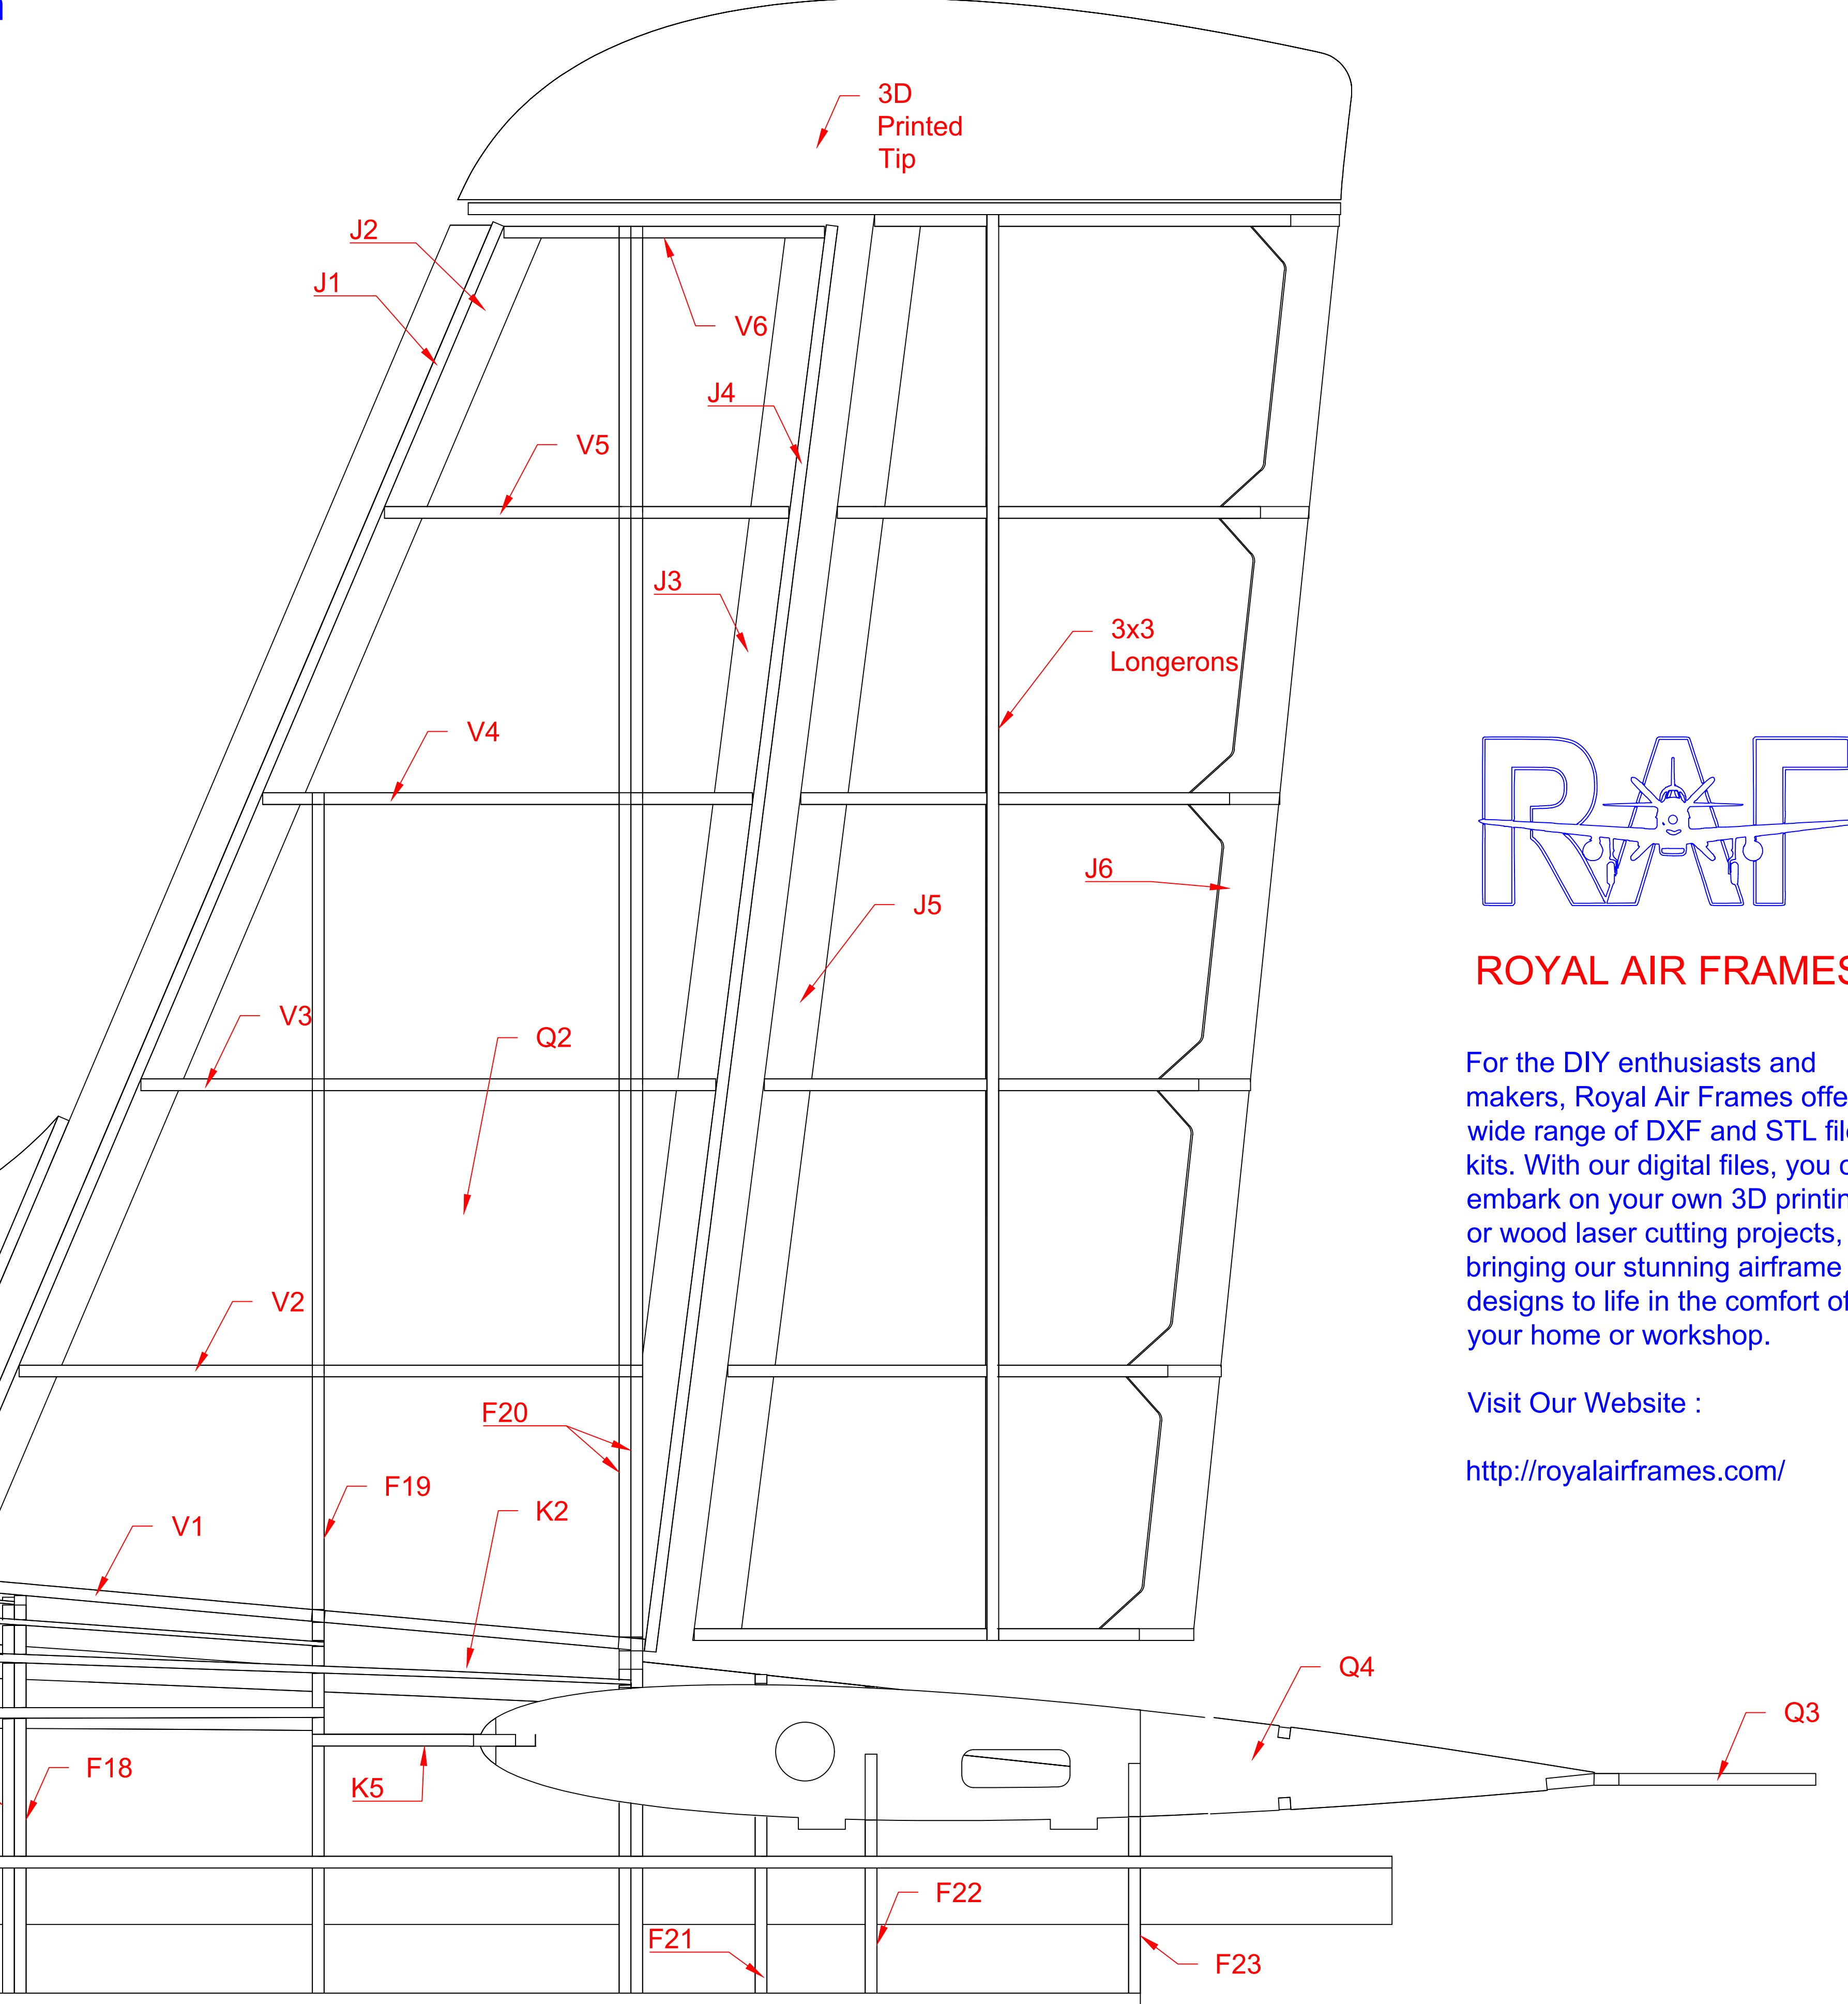 3D
Printed
Tip
J2
J1
V6
J4
V5
J3
3x3
Longerons
V4
J6
J5
V3
Q2
V2
F20
F19
K2
V1
Q4
Q3
F18
K5
F22
F21
F23
RAF
ROYAL AIR FRAMES
For the DIY enthusiasts and
makers, Royal Air Frames offe
wide range of DXF and STL fil
kits. With our digital files, you
embark on your own 3D printin
or wood laser cutting projects,
bringing our stunning airframe
designs to life in the comfort of
your home or workshop.
Visit Our Website :
http://royalairframes.com/